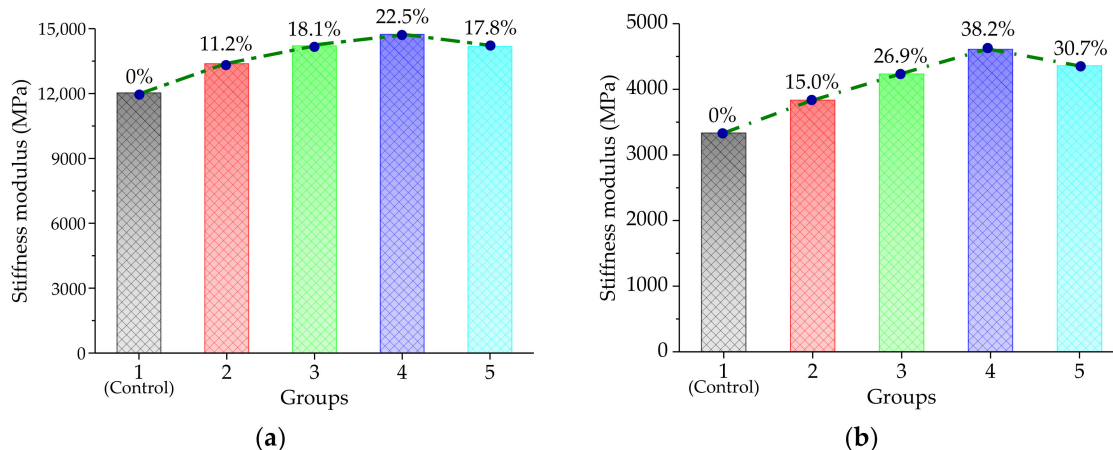 Stiffness modulus (MPa)
15,000
12,000
9000
6000
3000
0
0%
11.2%
18.1%
22.5%
17.8%
1 2 3 4 5
(Control)
Groups
(a)
Stiffness modulus (MPa)
5000
4000
3000
2000
1000
0
0%
15.0%
26.9%
38.2%
30.7%
1 2 3 4 5
(Control)
Groups
(b)